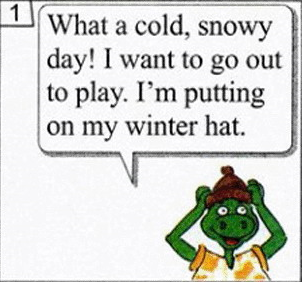 1
What a cold, snowy
day! I want to go out
to play. I'm putting
on my winter hat.